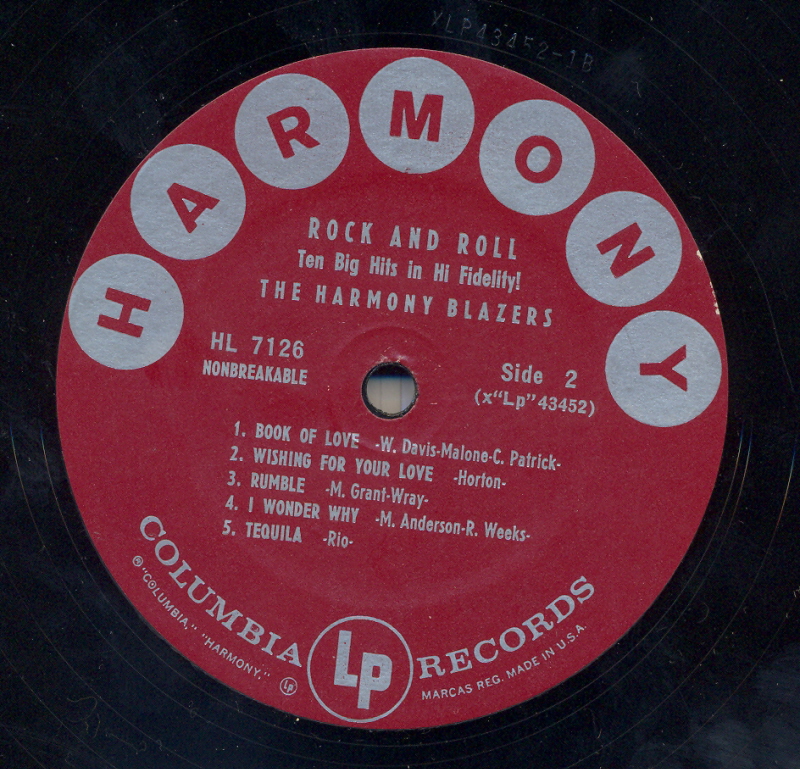 XLP43452-1B
HARMONY
ROCK AND ROLL
Ten Big Hits in Hi Fidelity!
THE HARMONY BLAZERS
HL 7126
NONBREAKABLE
Side 2
(x"Lp"43452)
1. BOOK OF LOVE -W. Davis-Malone-C. Patrick-
2. WISHING FOR YOUR LOVE -Horton-
3. RUMBLE -M. Grant-Wray-
4. I WONDER WHY -M. Anderson-R. Weeks-
5. TEQUILA -Rio-
COLUMBIA LP RECORDS
® "COLUMBIA," "HARMONY," Ⓛⓟ MARCAS REG. MADE IN U.S.A.